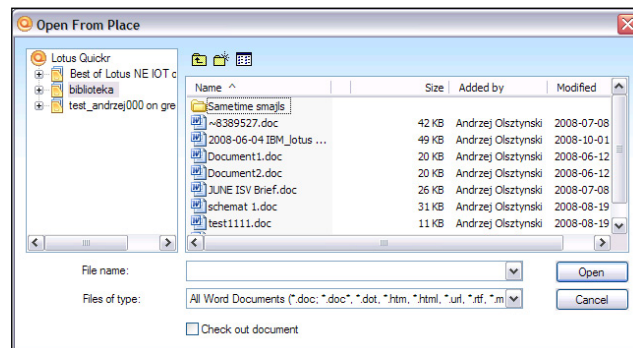 Open From Place
Lotus Quickr
Best of Lotus NE IOT c
biblioteka
test_andrzej000 on gre
Name Size Added by Modified
Sametime smajls
~8389527.doc 42 KB Andrzej Olsztynski 2008-07-08
2008-06-04 IBM_lotus ... 49 KB Andrzej Olsztynski 2008-10-01
Document1.doc 20 KB Andrzej Olsztynski 2008-06-12
Document2.doc 20 KB Andrzej Olsztynski 2008-06-12
JUNE ISV Brief.doc 26 KB Andrzej Olsztynski 2008-07-08
schemat 1.doc 31 KB Andrzej Olsztynski 2008-08-19
test1111.doc 11 KB Andrzej Olsztynski 2008-08-19
File name: Open
Files of type: All Word Documents (*.doc; *.doc*, *.dot, *.htm, *.html, *.url, *.rtf, *.m Cancel
Check out document